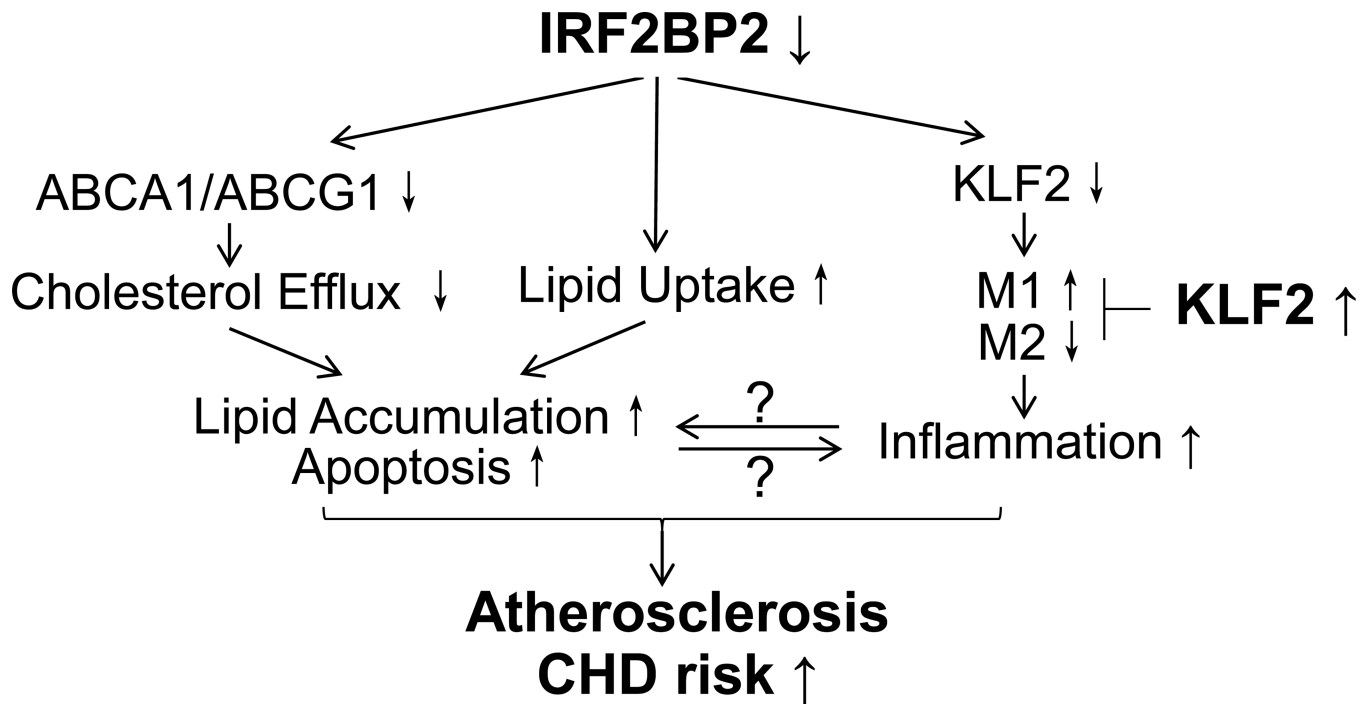 IRF2BP2 ↓
ABCA1/ABCG1 ↓
KLF2 ↓
Cholesterol Efflux ↓
Lipid Uptake ↑
M1 ↑
M2 ↓
KLF2 ↑
Lipid Accumulation ↑
Apoptosis ↑
?
?
Inflammation ↑
Atherosclerosis
CHD risk ↑